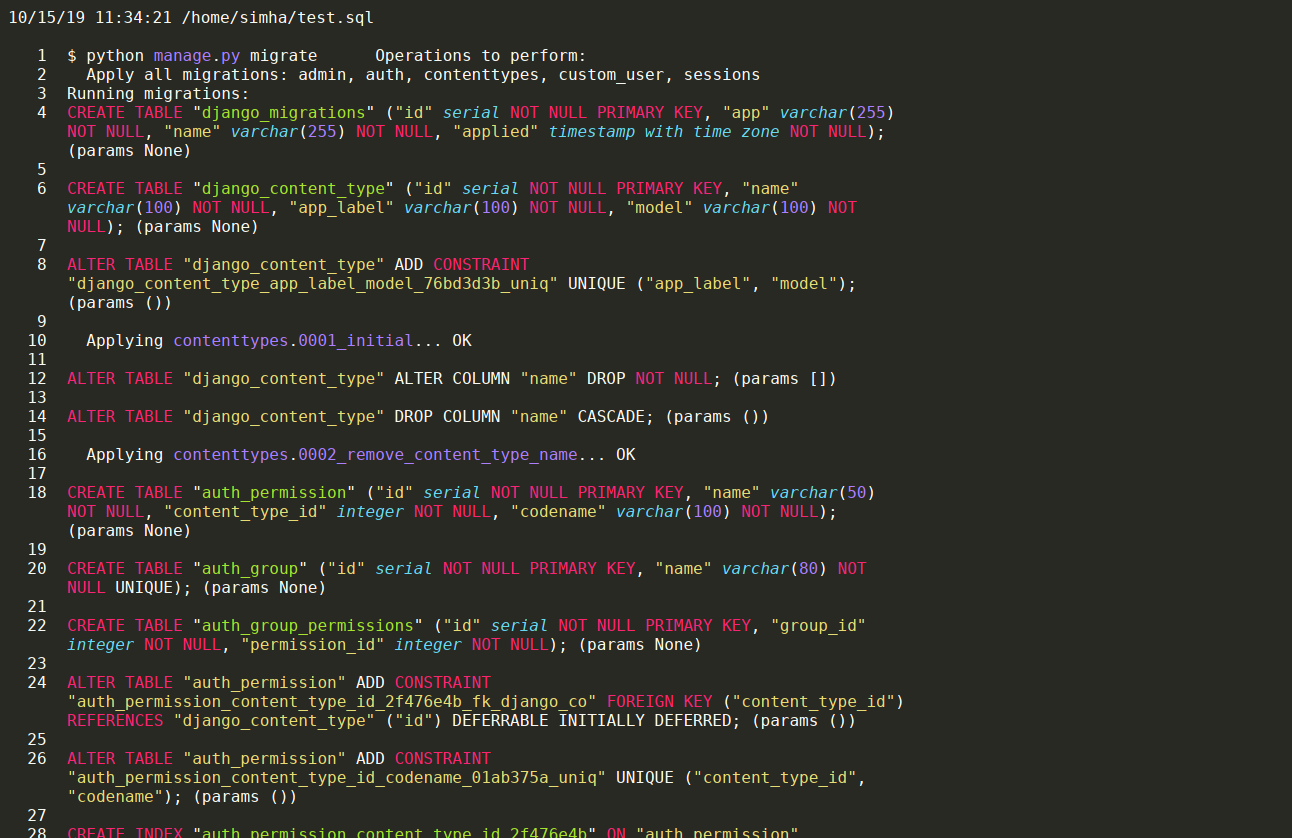 10/15/19 11:34:21 /home/simha/test.sql
1 $ python manage.py migrate      Operations to perform:
2   Apply all migrations: admin, auth, contenttypes, custom_user, sessions
3 Running migrations:
4 CREATE TABLE "django_migrations" ("id" serial NOT NULL PRIMARY KEY, "app" varchar(255)
NOT NULL, "name" varchar(255) NOT NULL, "applied" timestamp with time zone NOT NULL);
(params None)
5
6 CREATE TABLE "django_content_type" ("id" serial NOT NULL PRIMARY KEY, "name"
varchar(100) NOT NULL, "app_label" varchar(100) NOT NULL, "model" varchar(100) NOT
NULL); (params None)
7
8 ALTER TABLE "django_content_type" ADD CONSTRAINT
"django_content_type_app_label_model_76bd3d3b_uniq" UNIQUE ("app_label", "model");
(params ())
9
10   Applying contenttypes.0001_initial... OK
11
12 ALTER TABLE "django_content_type" ALTER COLUMN "name" DROP NOT NULL; (params [])
13
14 ALTER TABLE "django_content_type" DROP COLUMN "name" CASCADE; (params ())
15
16   Applying contenttypes.0002_remove_content_type_name... OK
17
18 CREATE TABLE "auth_permission" ("id" serial NOT NULL PRIMARY KEY, "name" varchar(50)
NOT NULL, "content_type_id" integer NOT NULL, "codename" varchar(100) NOT NULL);
(params None)
19
20 CREATE TABLE "auth_group" ("id" serial NOT NULL PRIMARY KEY, "name" varchar(80) NOT
NULL UNIQUE); (params None)
21
22 CREATE TABLE "auth_group_permissions" ("id" serial NOT NULL PRIMARY KEY, "group_id"
integer NOT NULL, "permission_id" integer NOT NULL); (params None)
23
24 ALTER TABLE "auth_permission" ADD CONSTRAINT
"auth_permission_content_type_id_2f476e4b_fk_django_co" FOREIGN KEY ("content_type_id")
REFERENCES "django_content_type" ("id") DEFERRABLE INITIALLY DEFERRED; (params ())
25
26 ALTER TABLE "auth_permission" ADD CONSTRAINT
"auth_permission_content_type_id_codename_01ab375a_uniq" UNIQUE ("content_type_id",
"codename"); (params ())
27
28 CREATE INDEX "auth_permission_content_type_id_2f476e4b" ON "auth_permission"